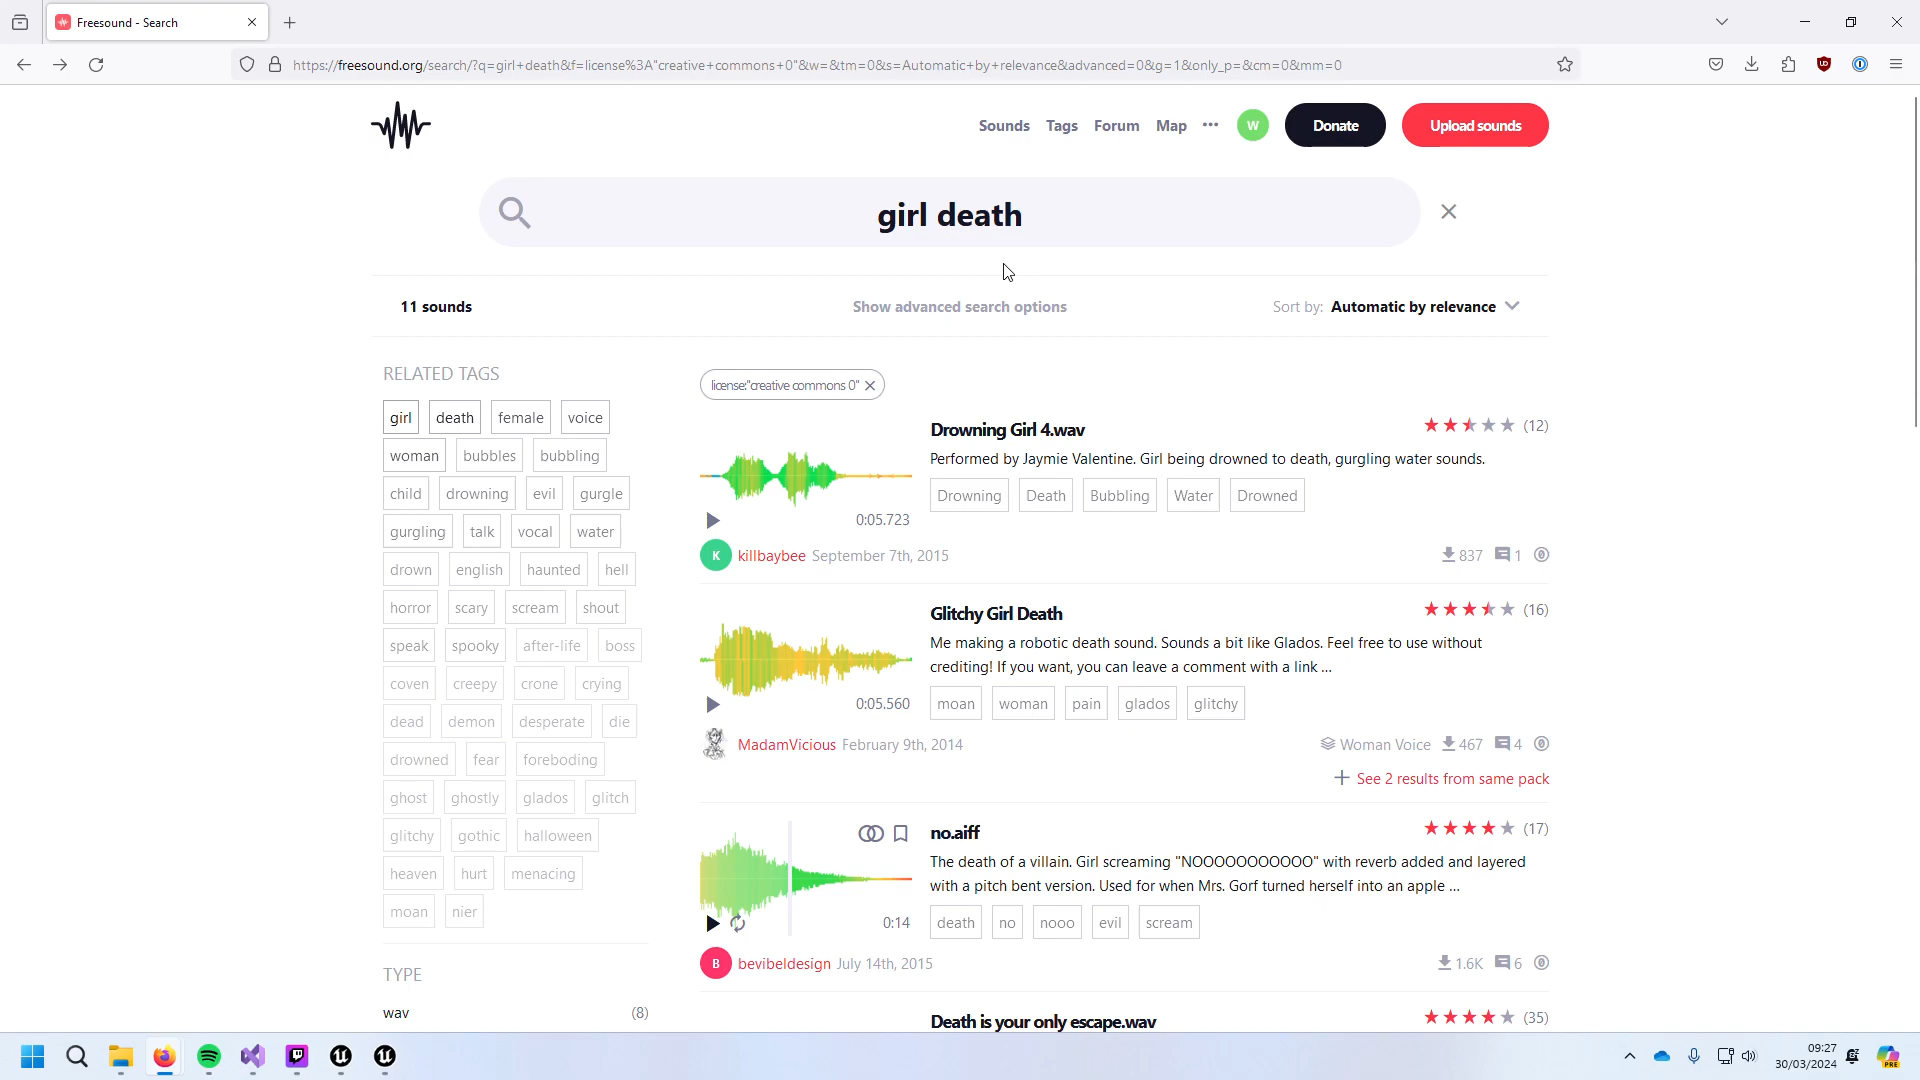 Freesound - Search
https://freesound.org/search/?q=girl+death&f=license%3A"creative+commons+0"&w=&tm=0&s=Automatic+by+relevance&advanced=0&g=1&only_p=&cm=0&mm=0
Sounds Tags Forum Map W Donate Upload sounds
girl death
11 sounds Show advanced search options Sort by: Automatic by relevance
RELATED TAGS
girl death female voice
woman bubbles bubbling
child drowning evil gurgle
gurgling talk vocal water
drown english haunted hell
horror scary scream shout
speak spooky after-life boss
coven creepy crone crying
dead demon desperate die
drowned fear foreboding
ghost ghostly glados glitch
glitchy gothic halloween
heaven hurt menacing
moan nier
TYPE
wav (8)
license:"creative commons 0"
Drowning Girl 4.wav (12)
Performed by Jaymie Valentine. Girl being drowned to death, gurgling water sounds.
Drowning Death Bubbling Water Drowned
0:05.723
K killbaybee September 7th, 2015 837 1
Glitchy Girl Death (16)
Me making a robotic death sound. Sounds a bit like Glados. Feel free to use without
crediting! If you want, you can leave a comment with a link ...
moan woman pain glados glitchy
0:05.560
MadamVicious February 9th, 2014 Woman Voice 467 4
See 2 results from same pack
no.aiff (17)
The death of a villain. Girl screaming "NOOOOOOOOOOO" with reverb added and layered
with a pitch bent version. Used for when Mrs. Gorf turned herself into an apple ...
death no nooo evil scream
0:14
B bevibeldesign July 14th, 2015 1.6K 6
Death is your only escape.wav (35)
09:27
30/03/2024
PRE